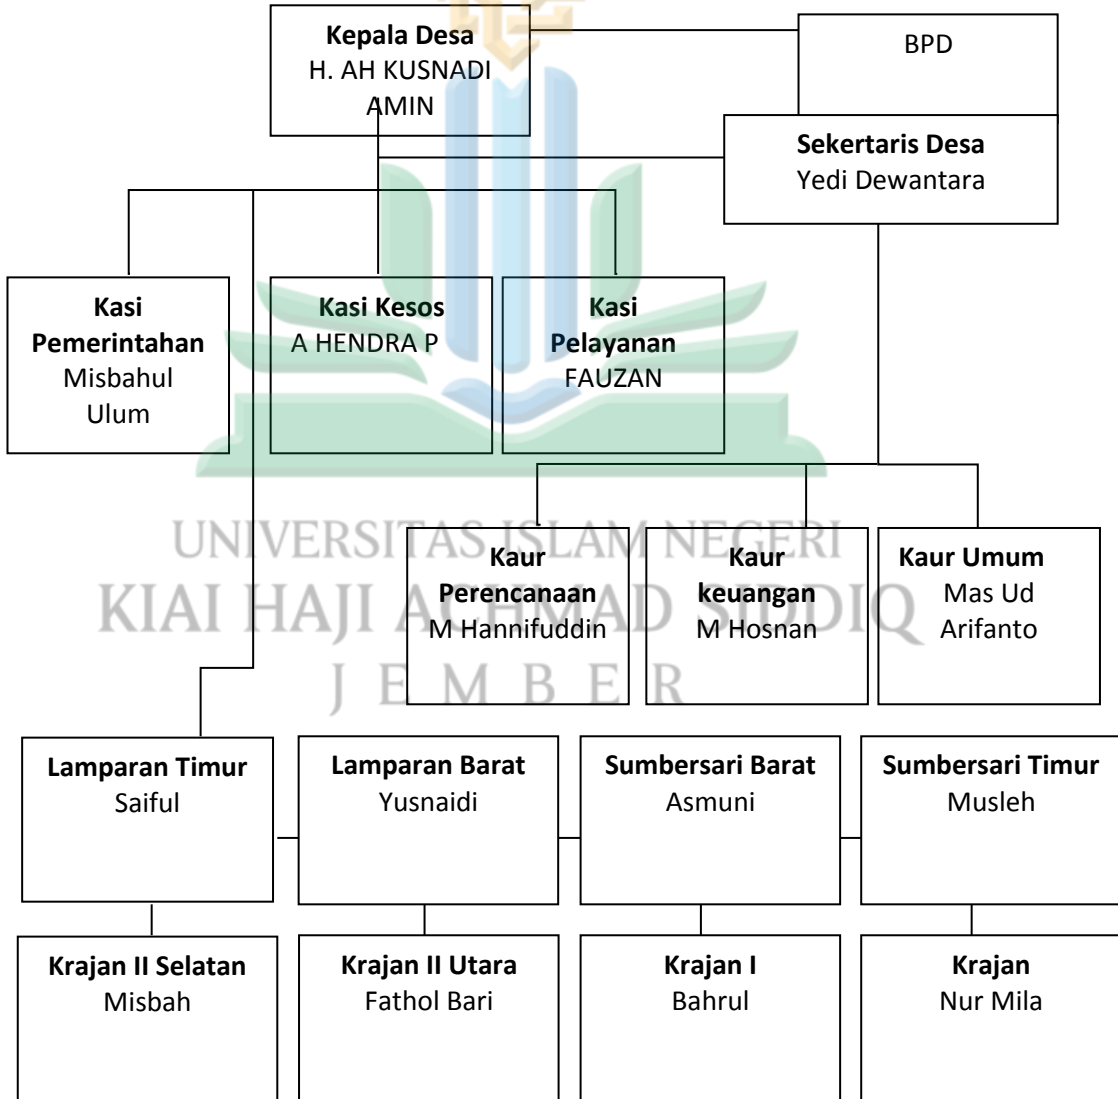 Kepala Desa
H. AH KUSNADI
AMIN
BPD
Sekertaris Desa
Yedi Dewantara
Kasi
Pemerintahan
Misbahul
Ulum
Kasi Kesos
A HENDRA P
Kasi
Pelayanan
FAUZAN
UNIVERSITAS ISLAM NEGERI
KIAI HAJI ACHMAD SIDDIQ
JEMBER
Kaur
Perencanaan
M Hannifuddin
Kaur
keuangan
M Hosnan
Kaur Umum
Mas Ud
Arifanto
Lamparan Timur
Saiful
Lamparan Barat
Yusnaidi
Sumbersari Barat
Asmuni
Sumbersari Timur
Musleh
Krajan II Selatan
Misbah
Krajan II Utara
Fathol Bari
Krajan I
Bahrul
Krajan
Nur Mila